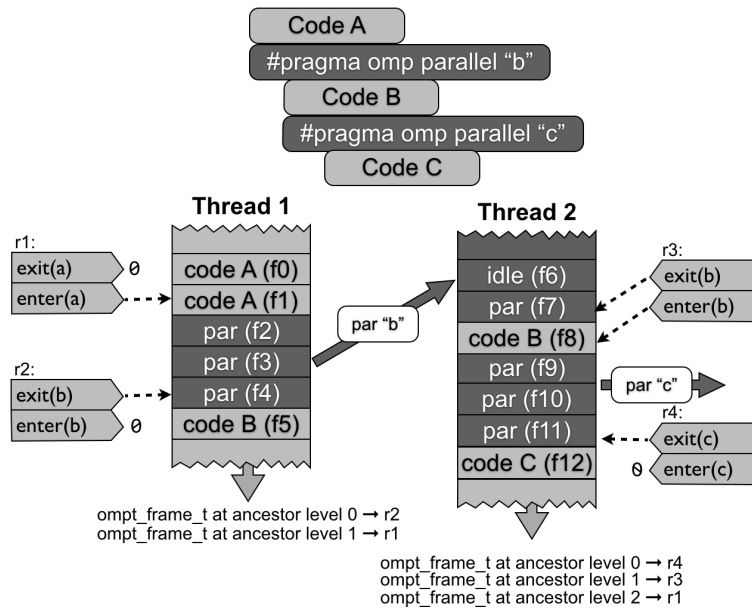 Code A
#pragma omp parallel “b”
Code B
#pragma omp parallel “c”
Code C
Thread 1
r1:
exit(a) 0
enter(a)
code A (f0)
code A (f1)
par (f2)
par (f3)
par (f4)
code B (f5)
r2:
exit(b)
enter(b) 0
par “b”
ompt_frame_t at ancestor level 0 → r2
ompt_frame_t at ancestor level 1 → r1
Thread 2
idle (f6)
par (f7)
code B (f8)
par (f9)
par (f10)
par (f11)
code C (f12)
r3:
exit(b)
enter(b)
par “c”
r4:
exit(c)
0 enter(c)
ompt_frame_t at ancestor level 0 → r4
ompt_frame_t at ancestor level 1 → r3
ompt_frame_t at ancestor level 2 → r1